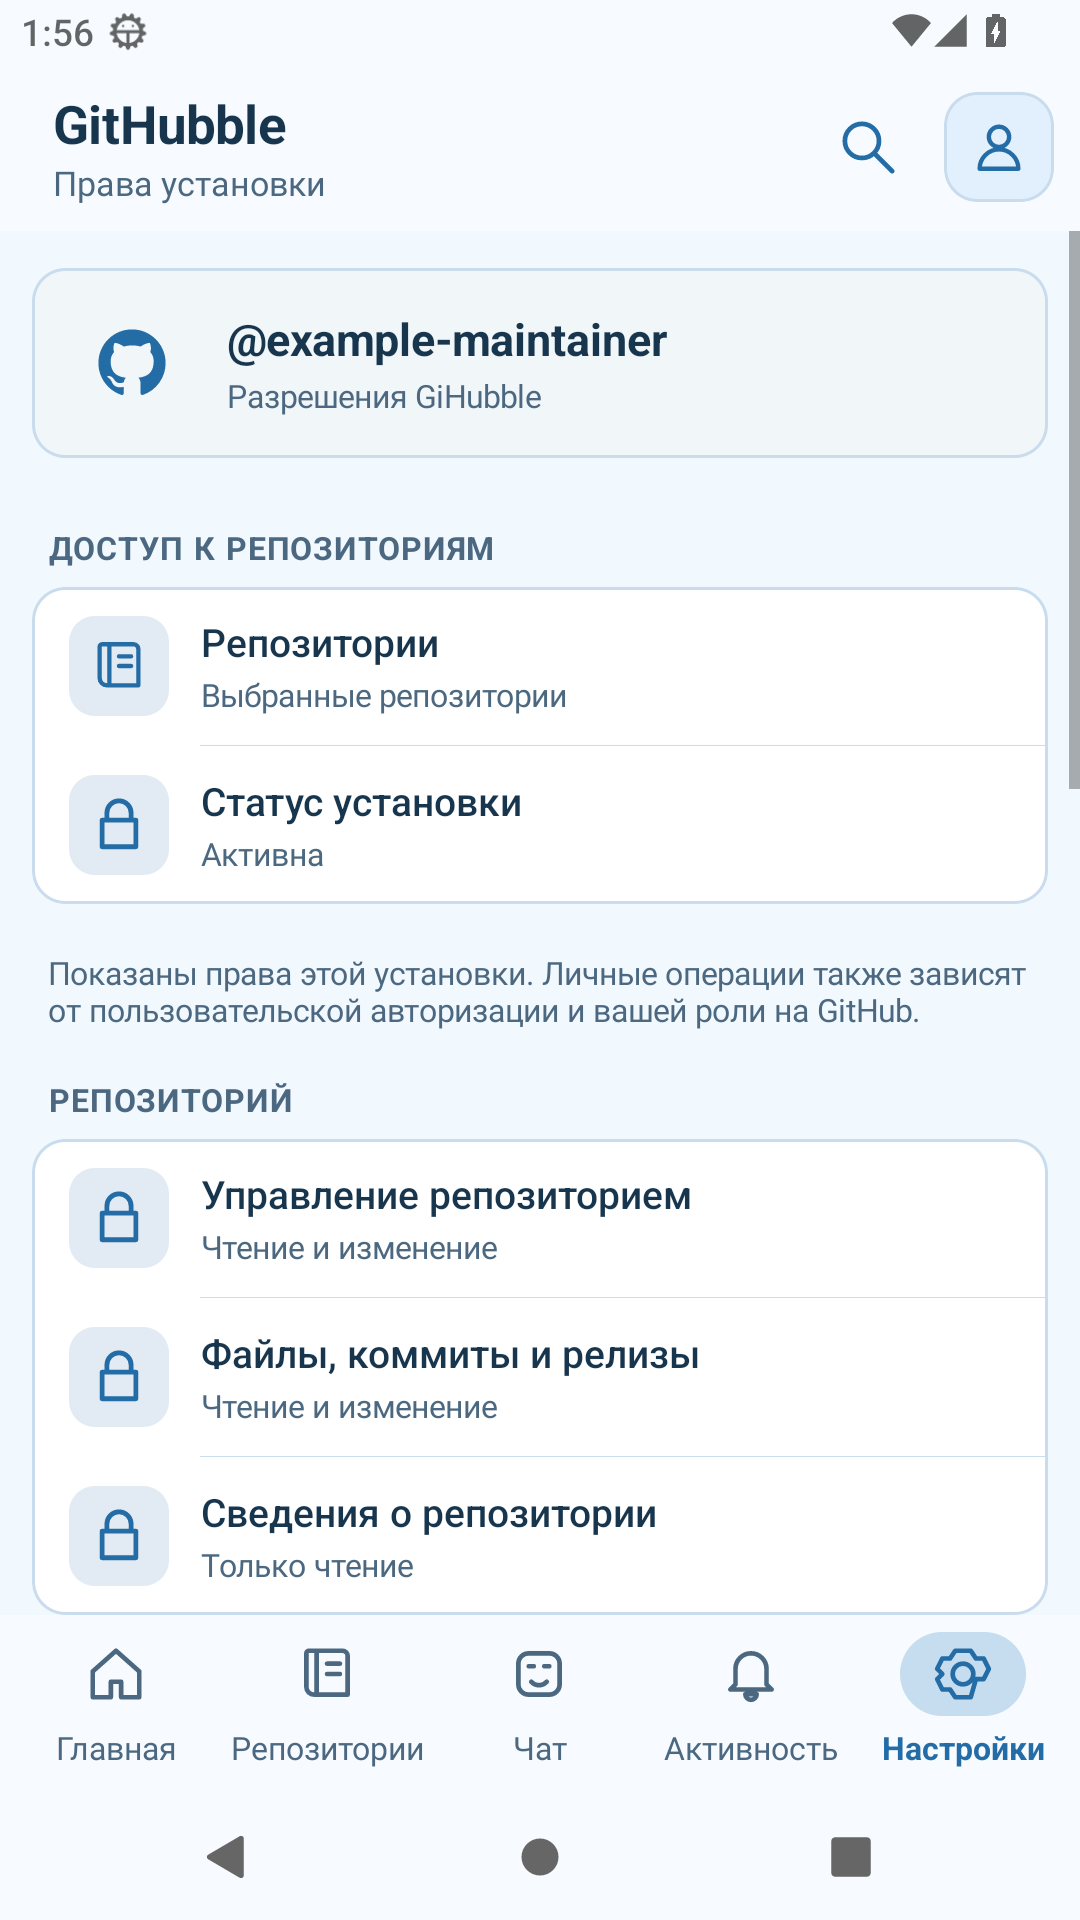 1:56
GitHubble
Права установки
@example-maintainer
Разрешения GiHubble
ДОСТУП К РЕПОЗИТОРИЯМ
Репозитории
Выбранные репозитории
Статус установки
Активна
Показаны права этой установки. Личные операции также зависят
от пользовательской авторизации и вашей роли на GitHub.
РЕПОЗИТОРИЙ
Управление репозиторием
Чтение и изменение
Файлы, коммиты и релизы
Чтение и изменение
Сведения о репозитории
Только чтение
Главная
Репозитории
Чат
Активность
Настройки